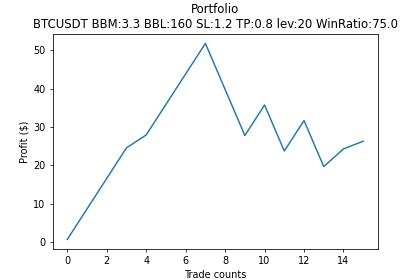 Portfolio
BTCUSDT BBM:3.3 BBL:160 SL:1.2 TP:0.8 lev:20 WinRatio:75.0
50
40
30
20
10
0
Profit ($)
0 2 4 6 8 10 12 14
Trade counts